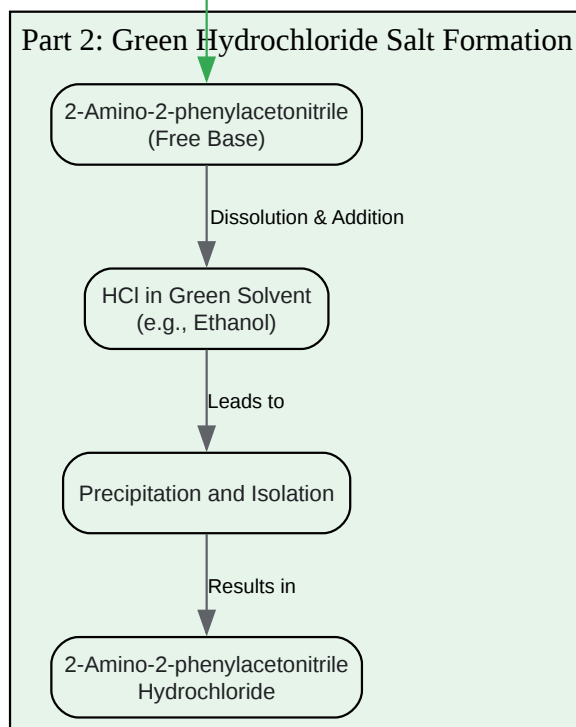 Part 2: Green Hydrochloride Salt Formation
2-Amino-2-phenylacetonitrile
(Free Base)
Dissolution & Addition
HCl in Green Solvent
(e.g., Ethanol)
Leads to
Precipitation and Isolation
Results in
2-Amino-2-phenylacetonitrile
Hydrochloride